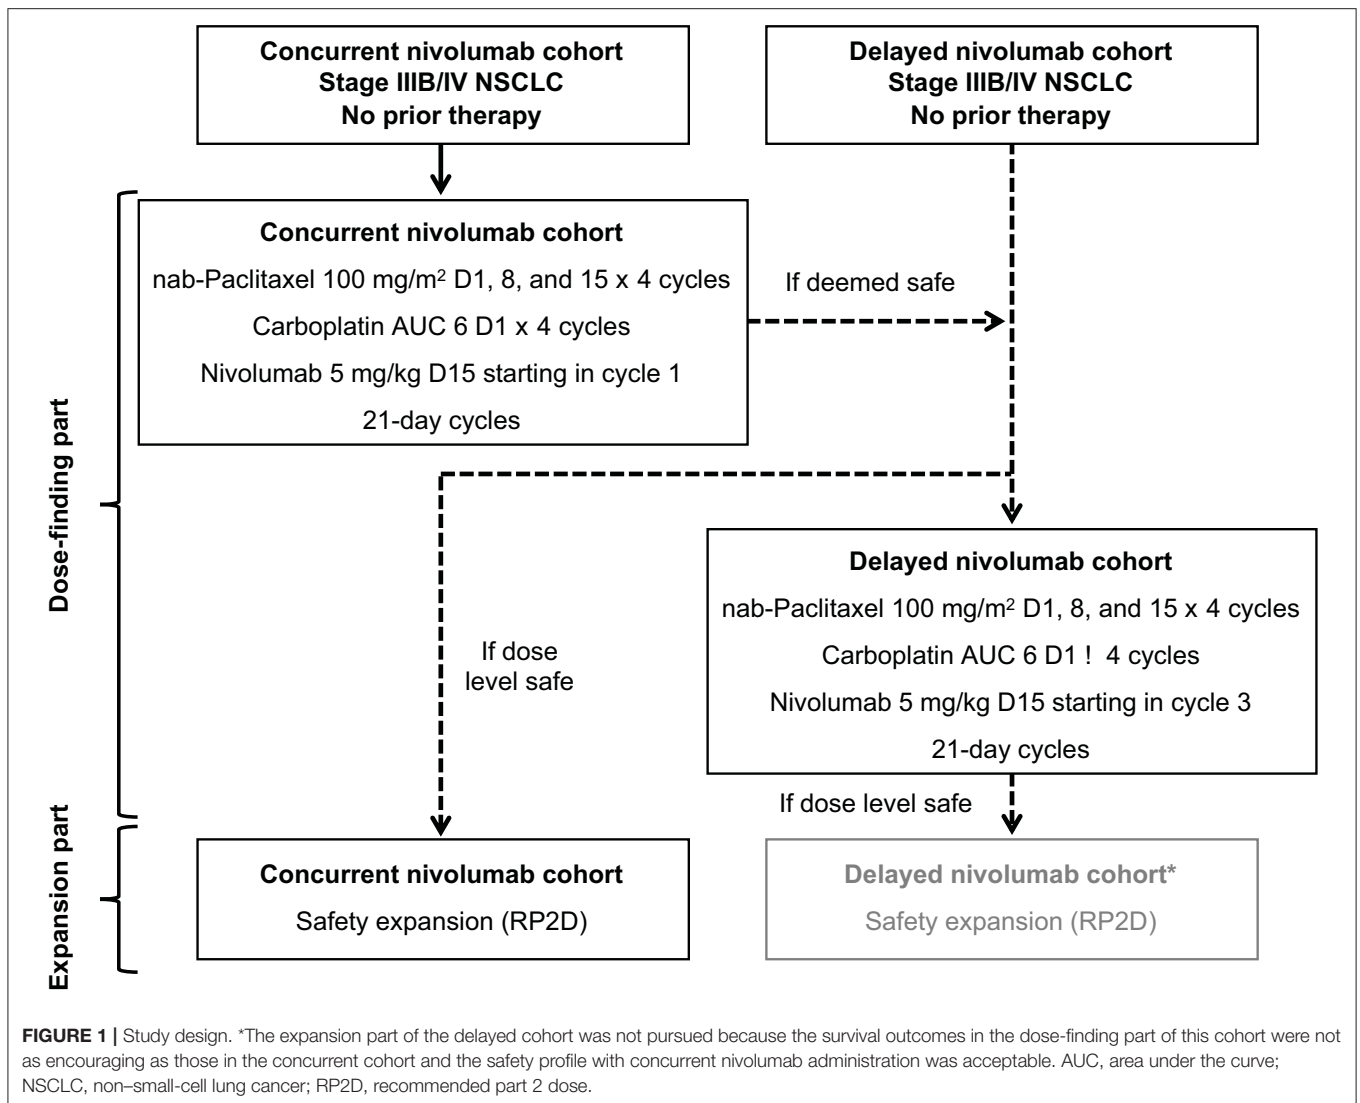 Concurrent nivolumab cohort
Stage IIIB/IV NSCLC
No prior therapy
Delayed nivolumab cohort
Stage IIIB/IV NSCLC
No prior therapy
Dose-finding part
Concurrent nivolumab cohort
nab-Paclitaxel 100 mg/m² D1, 8, and 15 x 4 cycles
Carboplatin AUC 6 D1 x 4 cycles
Nivolumab 5 mg/kg D15 starting in cycle 1
21-day cycles
If deemed safe
If dose
level safe
Delayed nivolumab cohort
nab-Paclitaxel 100 mg/m² D1, 8, and 15 x 4 cycles
Carboplatin AUC 6 D1 ! 4 cycles
Nivolumab 5 mg/kg D15 starting in cycle 3
21-day cycles
If dose level safe
Expansion part
Concurrent nivolumab cohort
Safety expansion (RP2D)
Delayed nivolumab cohort*
Safety expansion (RP2D)
FIGURE 1 | Study design. *The expansion part of the delayed cohort was not pursued because the survival outcomes in the dose-finding part of this cohort were not
as encouraging as those in the concurrent cohort and the safety profile with concurrent nivolumab administration was acceptable. AUC, area under the curve;
NSCLC, non–small-cell lung cancer; RP2D, recommended part 2 dose.